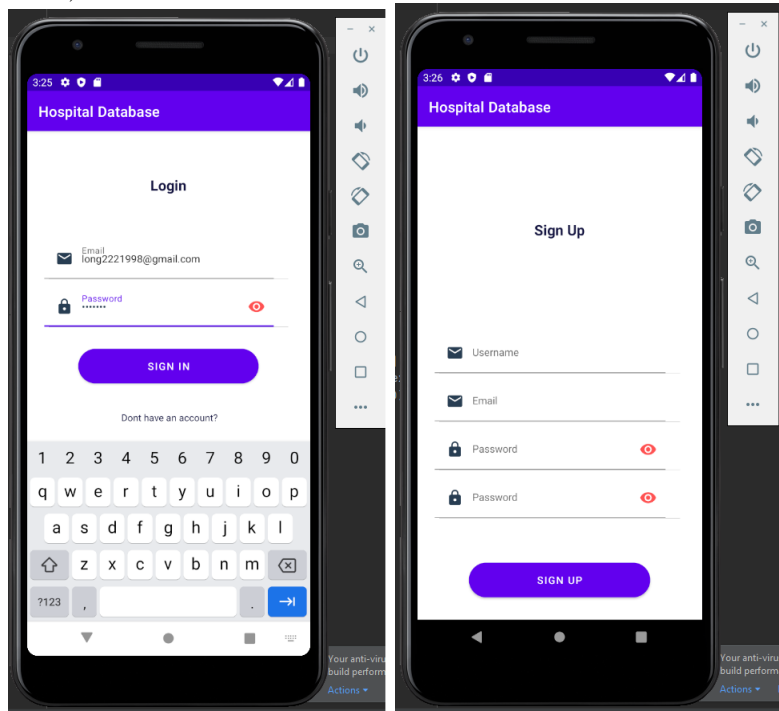 3:25
Hospital Database
Login
Email
long2221998@gmail.com
Password
•••••••
SIGN IN
Dont have an account?
1 2 3 4 5 6 7 8 9 0
q w e r t y u i o p
a s d f g h j k l
z x c v b n m
?123 , .
Your anti-viru
build perform
Actions
3:26
Hospital Database
Sign Up
Username
Email
Password
Password
SIGN UP
Your anti-viru
build perform
Actions